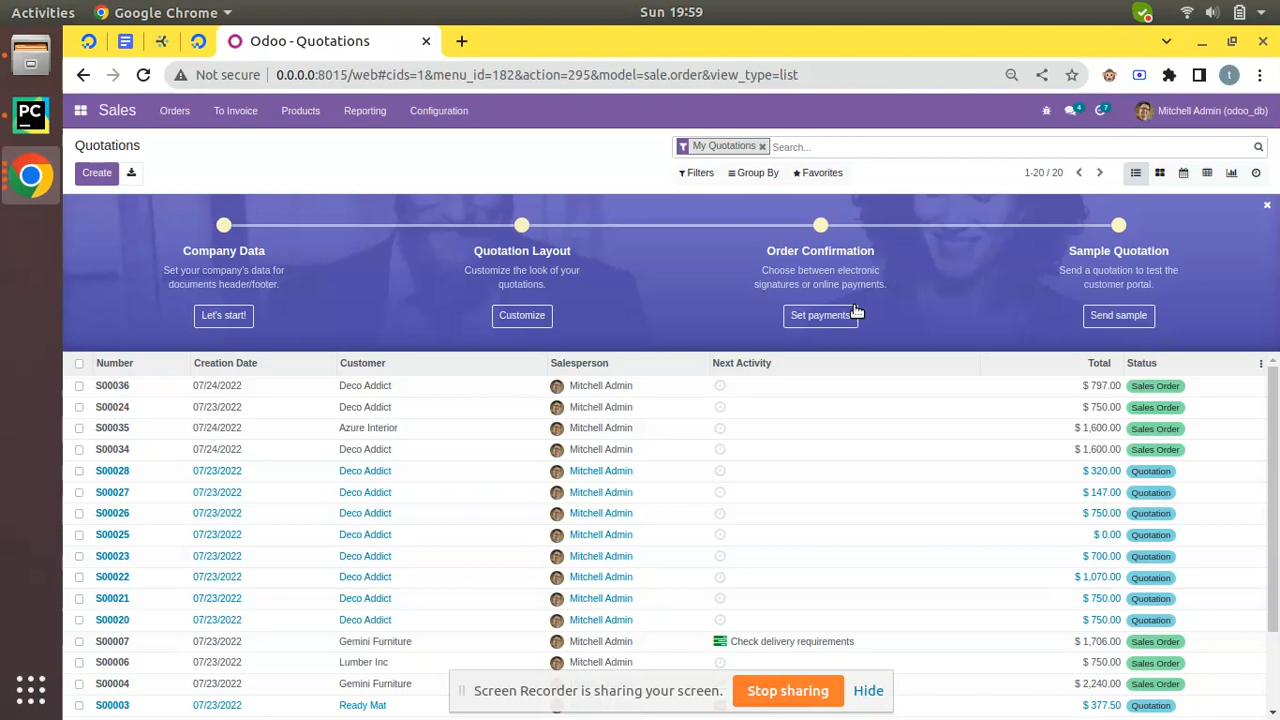 Activities Google Chrome Sun 19:59
Odoo - Quotations
Not secure 0.0.0.0:8015/web#cids=1&menu_id=182&action=295&model=sale.order&view_type=list t
PC
Sales Orders To Invoice Products Reporting Configuration 4 7 Mitchell Admin (odoo_db)
Quotations My Quotations Search...
Create Filters Group By Favorites 1-20 / 20
Company Data Quotation Layout Order Confirmation Sample Quotation
Set your company's data for Customize the look of your Choose between electronic Send a quotation to test the
documents header/footer. quotations. signatures or online payments. customer portal.
Let's start! Customize Set payments Send sample
Number Creation Date Customer Salesperson Next Activity Total Status
S00036 07/24/2022 Deco Addict Mitchell Admin $ 797.00 Sales Order
S00024 07/23/2022 Deco Addict Mitchell Admin $ 750.00 Sales Order
S00035 07/24/2022 Azure Interior Mitchell Admin $ 1,600.00 Sales Order
S00034 07/24/2022 Deco Addict Mitchell Admin $ 1,600.00 Sales Order
S00028 07/23/2022 Deco Addict Mitchell Admin $ 320.00 Quotation
S00027 07/23/2022 Deco Addict Mitchell Admin $ 147.00 Quotation
S00026 07/23/2022 Deco Addict Mitchell Admin $ 750.00 Quotation
S00025 07/23/2022 Deco Addict Mitchell Admin $ 0.00 Quotation
S00023 07/23/2022 Deco Addict Mitchell Admin $ 700.00 Quotation
S00022 07/23/2022 Deco Addict Mitchell Admin $ 1,070.00 Quotation
S00021 07/23/2022 Deco Addict Mitchell Admin $ 750.00 Quotation
S00020 07/23/2022 Deco Addict Mitchell Admin $ 750.00 Quotation
S00007 07/23/2022 Gemini Furniture Mitchell Admin Check delivery requirements $ 1,706.00 Sales Order
S00006 07/23/2022 Lumber Inc Mitchell Admin $ 750.00 Sales Order
S00004 07/23/2022 Gemini Furniture $ 2,240.00 Sales Order
S00003 07/23/2022 Ready Mat $ 377.50 Quotation
Screen Recorder is sharing your screen. Stop sharing Hide